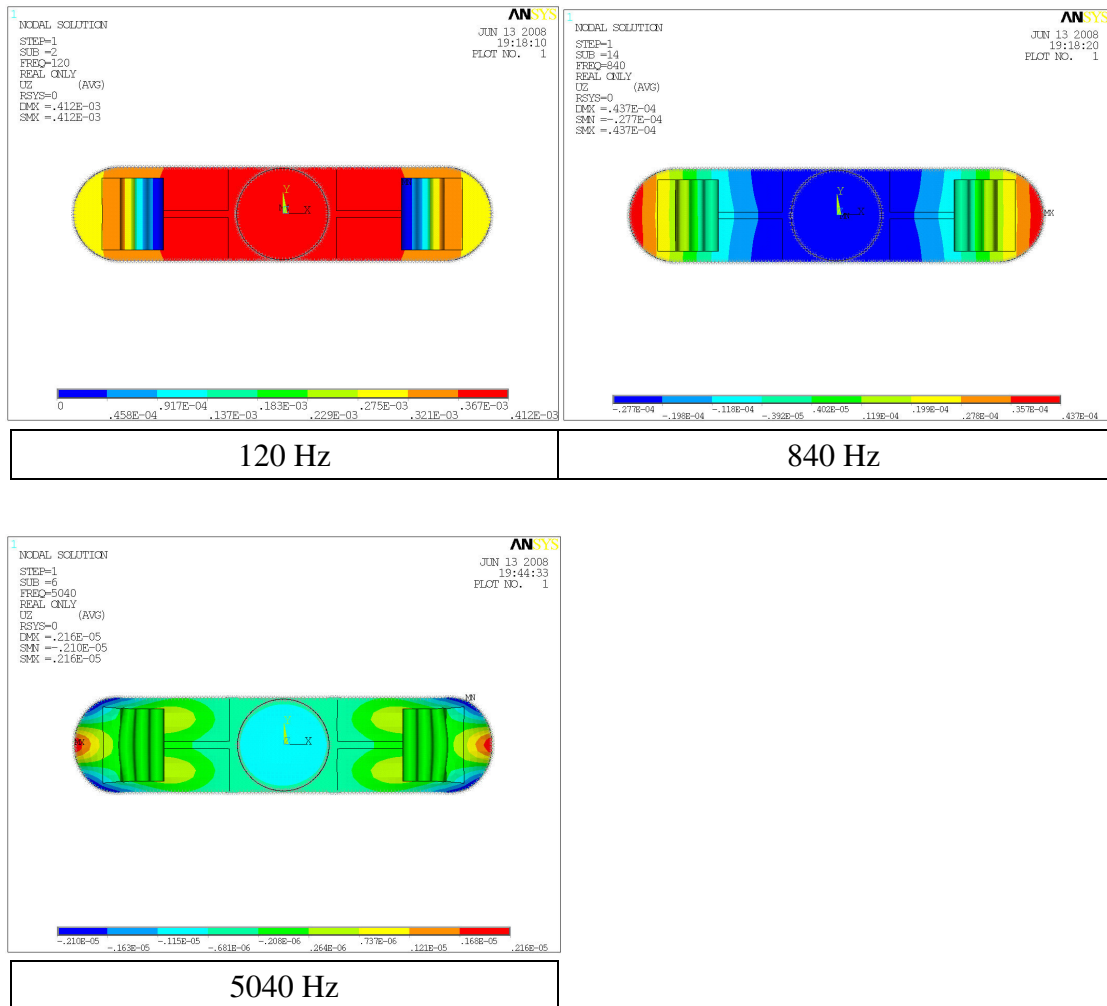 1
ANSYS
NODAL SOLUTION
JUN 13 2008
19:18:10
PLOT NO. 1
STEP=1
SUB =2
FREQ=120
REAL ONLY
UZ (AVG)
RSYS=0
DMX =.412E-03
SMX =.412E-03
Y
X
0 .917E-04 .183E-03 .275E-03 .367E-03
.458E-04 .137E-03 .229E-03 .321E-03 .412E-03
120 Hz
1
ANSYS
NODAL SOLUTION
JUN 13 2008
19:18:20
PLOT NO. 1
STEP=1
SUB =14
FREQ=840
REAL ONLY
UZ (AVG)
RSYS=0
DMX =.437E-04
SMN =-.277E-04
SMX =.437E-04
Y
X
MX
-.277E-04 -.118E-04 .402E-05 .199E-04 .357E-04
-.198E-04 -.392E-05 .119E-04 .278E-04 .437E-04
840 Hz
1
ANSYS
NODAL SOLUTION
JUN 13 2008
19:44:33
PLOT NO. 1
STEP=1
SUB =6
FREQ=5040
REAL ONLY
UZ (AVG)
RSYS=0
DMX =.216E-05
SMN =-.210E-05
SMX =.216E-05
MN
MX
Y
X
-.210E-05 -.115E-05 -.208E-06 .737E-06 .168E-05
-.163E-05 -.681E-06 .264E-06 .121E-05 .216E-05
5040 Hz